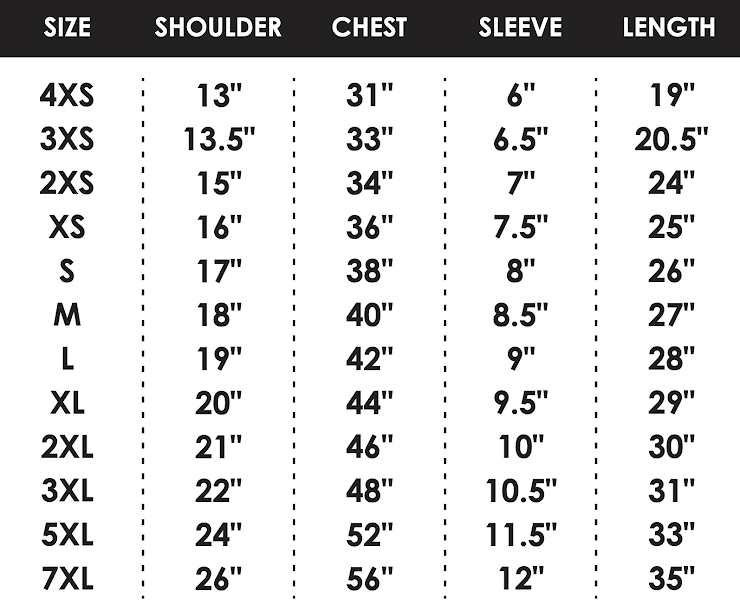 SIZE SHOULDER CHEST SLEEVE LENGTH
4XS 13" 31" 6" 19"
3XS 13.5" 33" 6.5" 20.5"
2XS 15" 34" 7" 24"
XS 16" 36" 7.5" 25"
S 17" 38" 8" 26"
M 18" 40" 8.5" 27"
L 19" 42" 9" 28"
XL 20" 44" 9.5" 29"
2XL 21" 46" 10" 30"
3XL 22" 48" 10.5" 31"
5XL 24" 52" 11.5" 33"
7XL 26" 56" 12" 35"